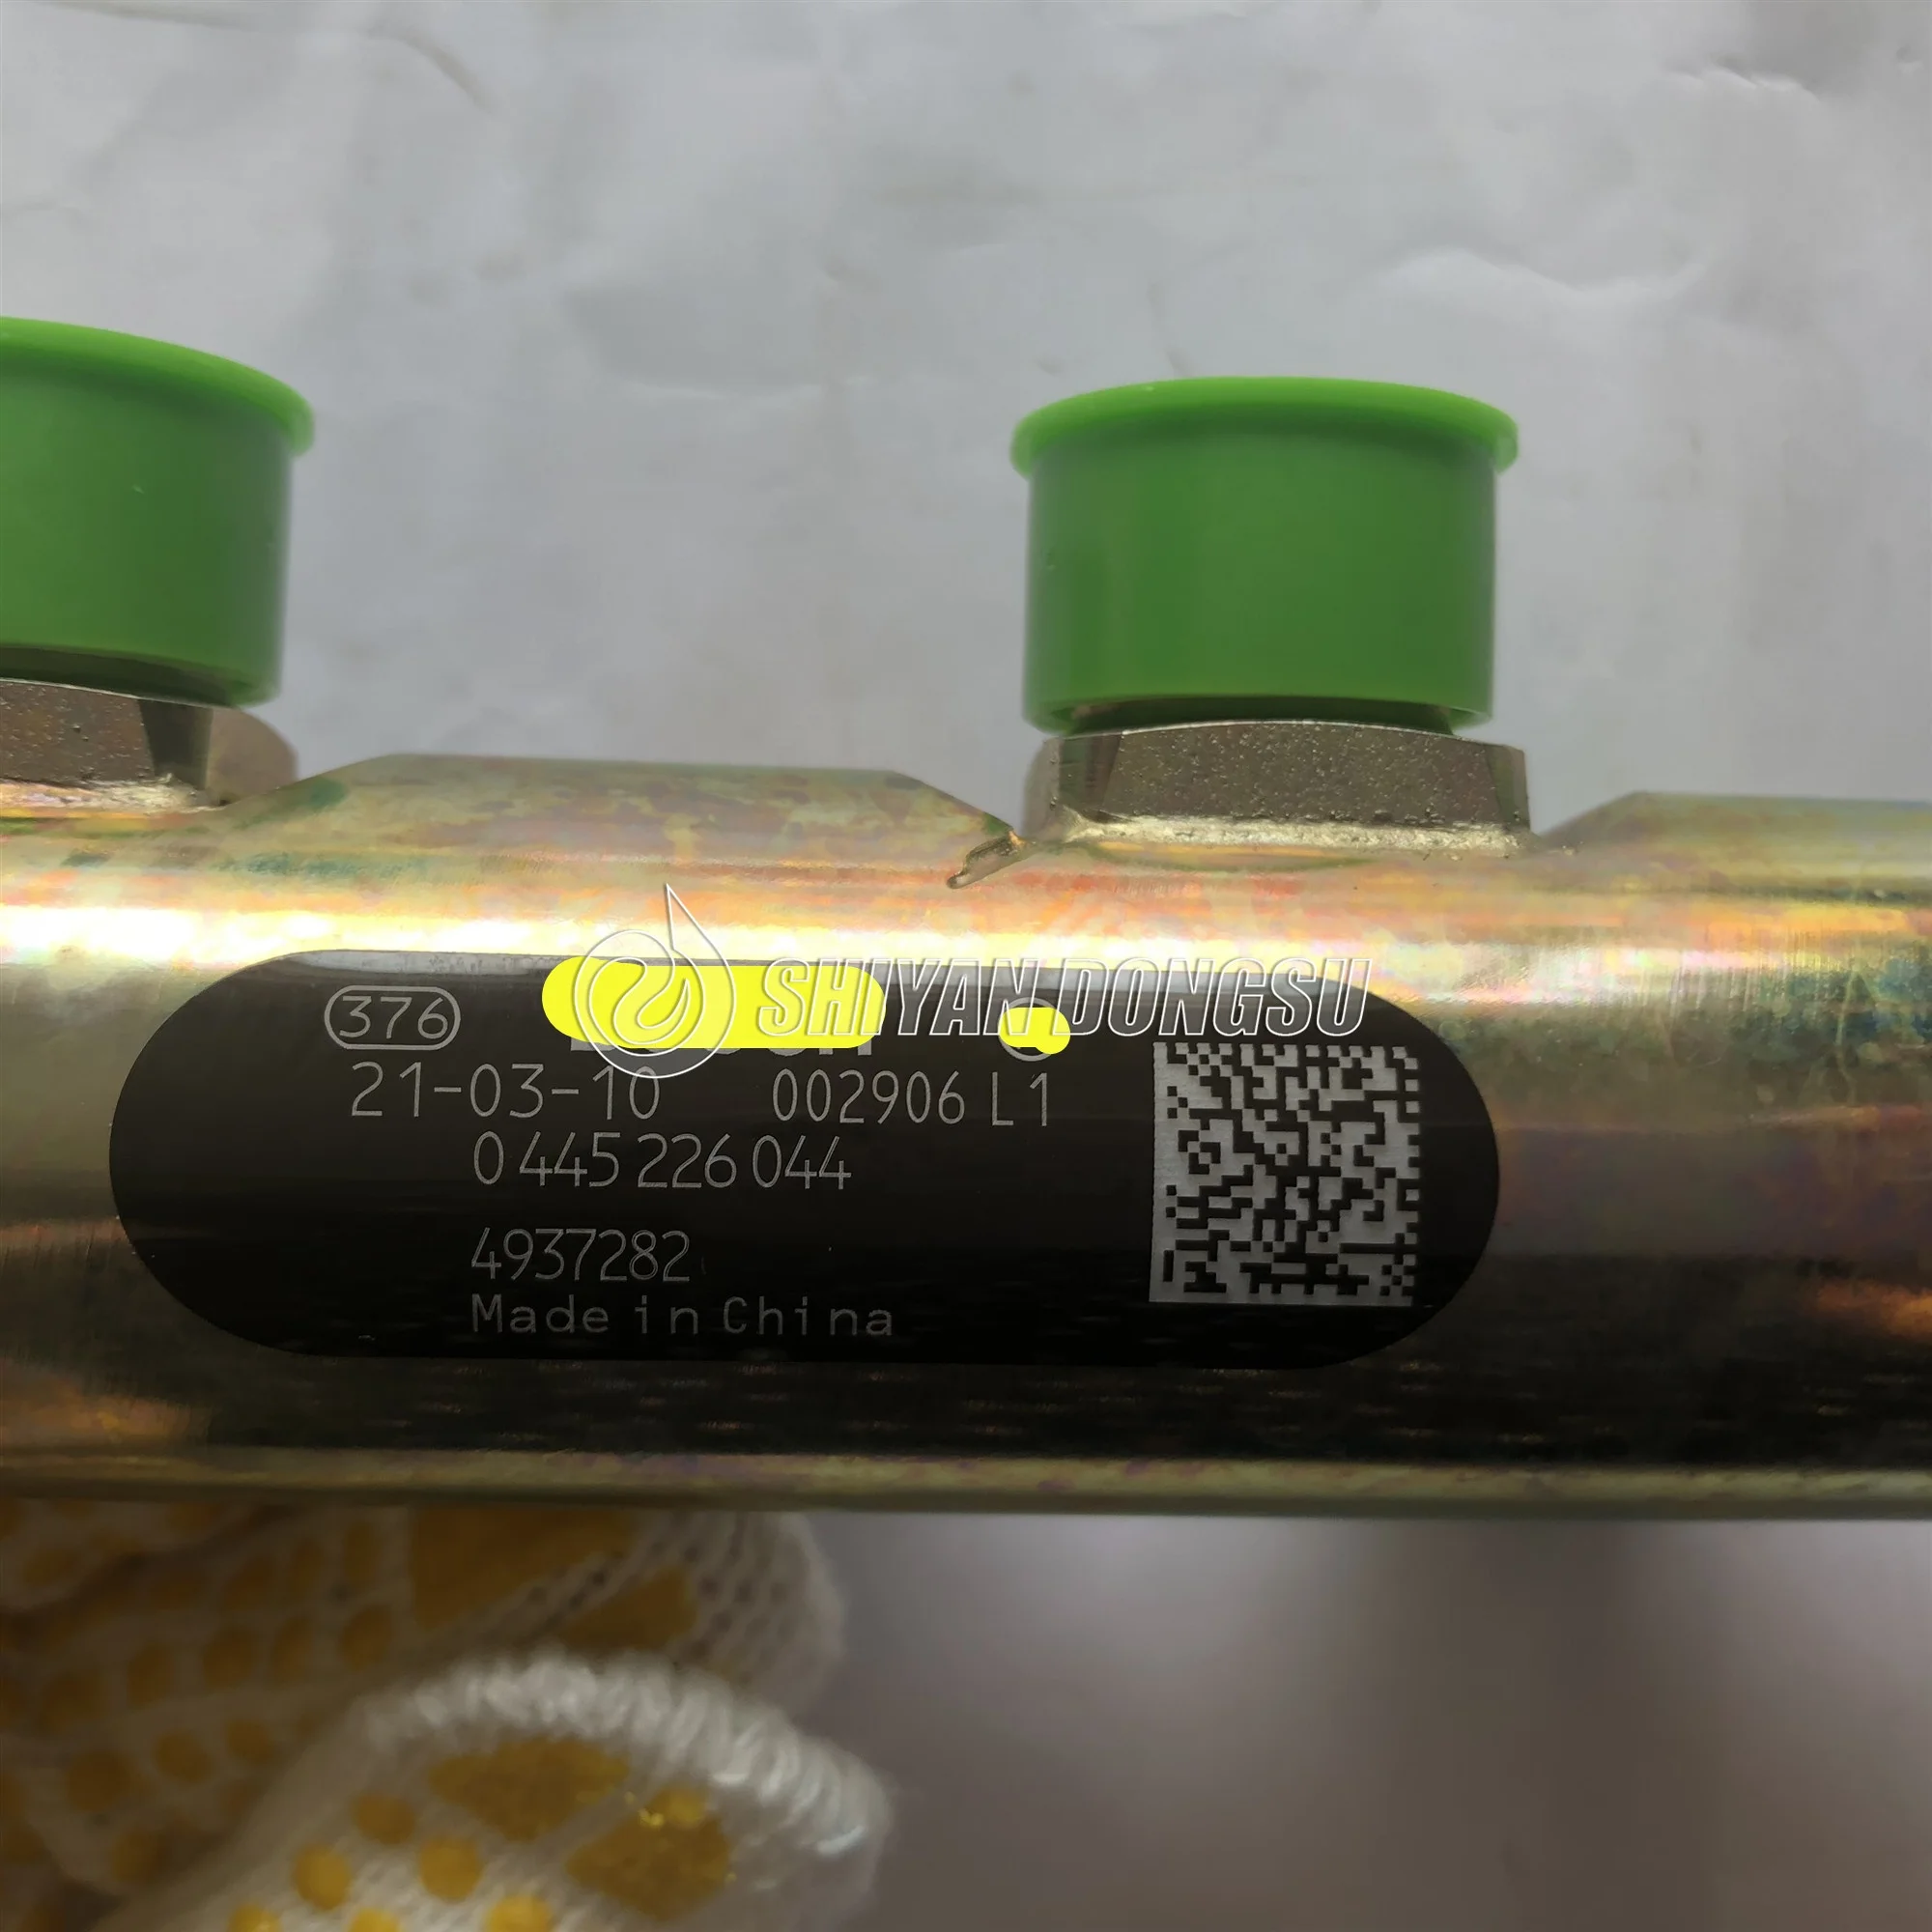 SHIYAN DONGSU
376
21-03-10 002906 L1
0 445 226 044
4937282
Made in China